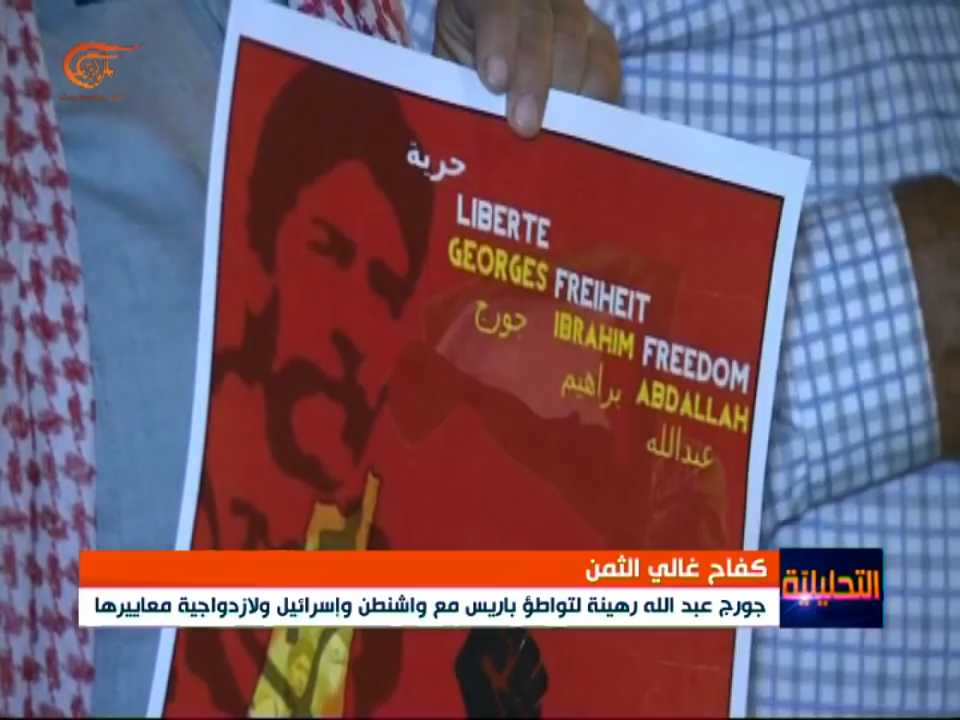 حرية
LIBERTE
GEORGES FREIHEIT
جورج IBRAHIM FREEDOM
براهيم ABDALLAH
عبدالله
كفاح غالي الثمن
التحليلية
جورج عبد الله رهينة لتواطؤ باريس مع واشنطن وإسرائيل ولازدواجية معاييرها